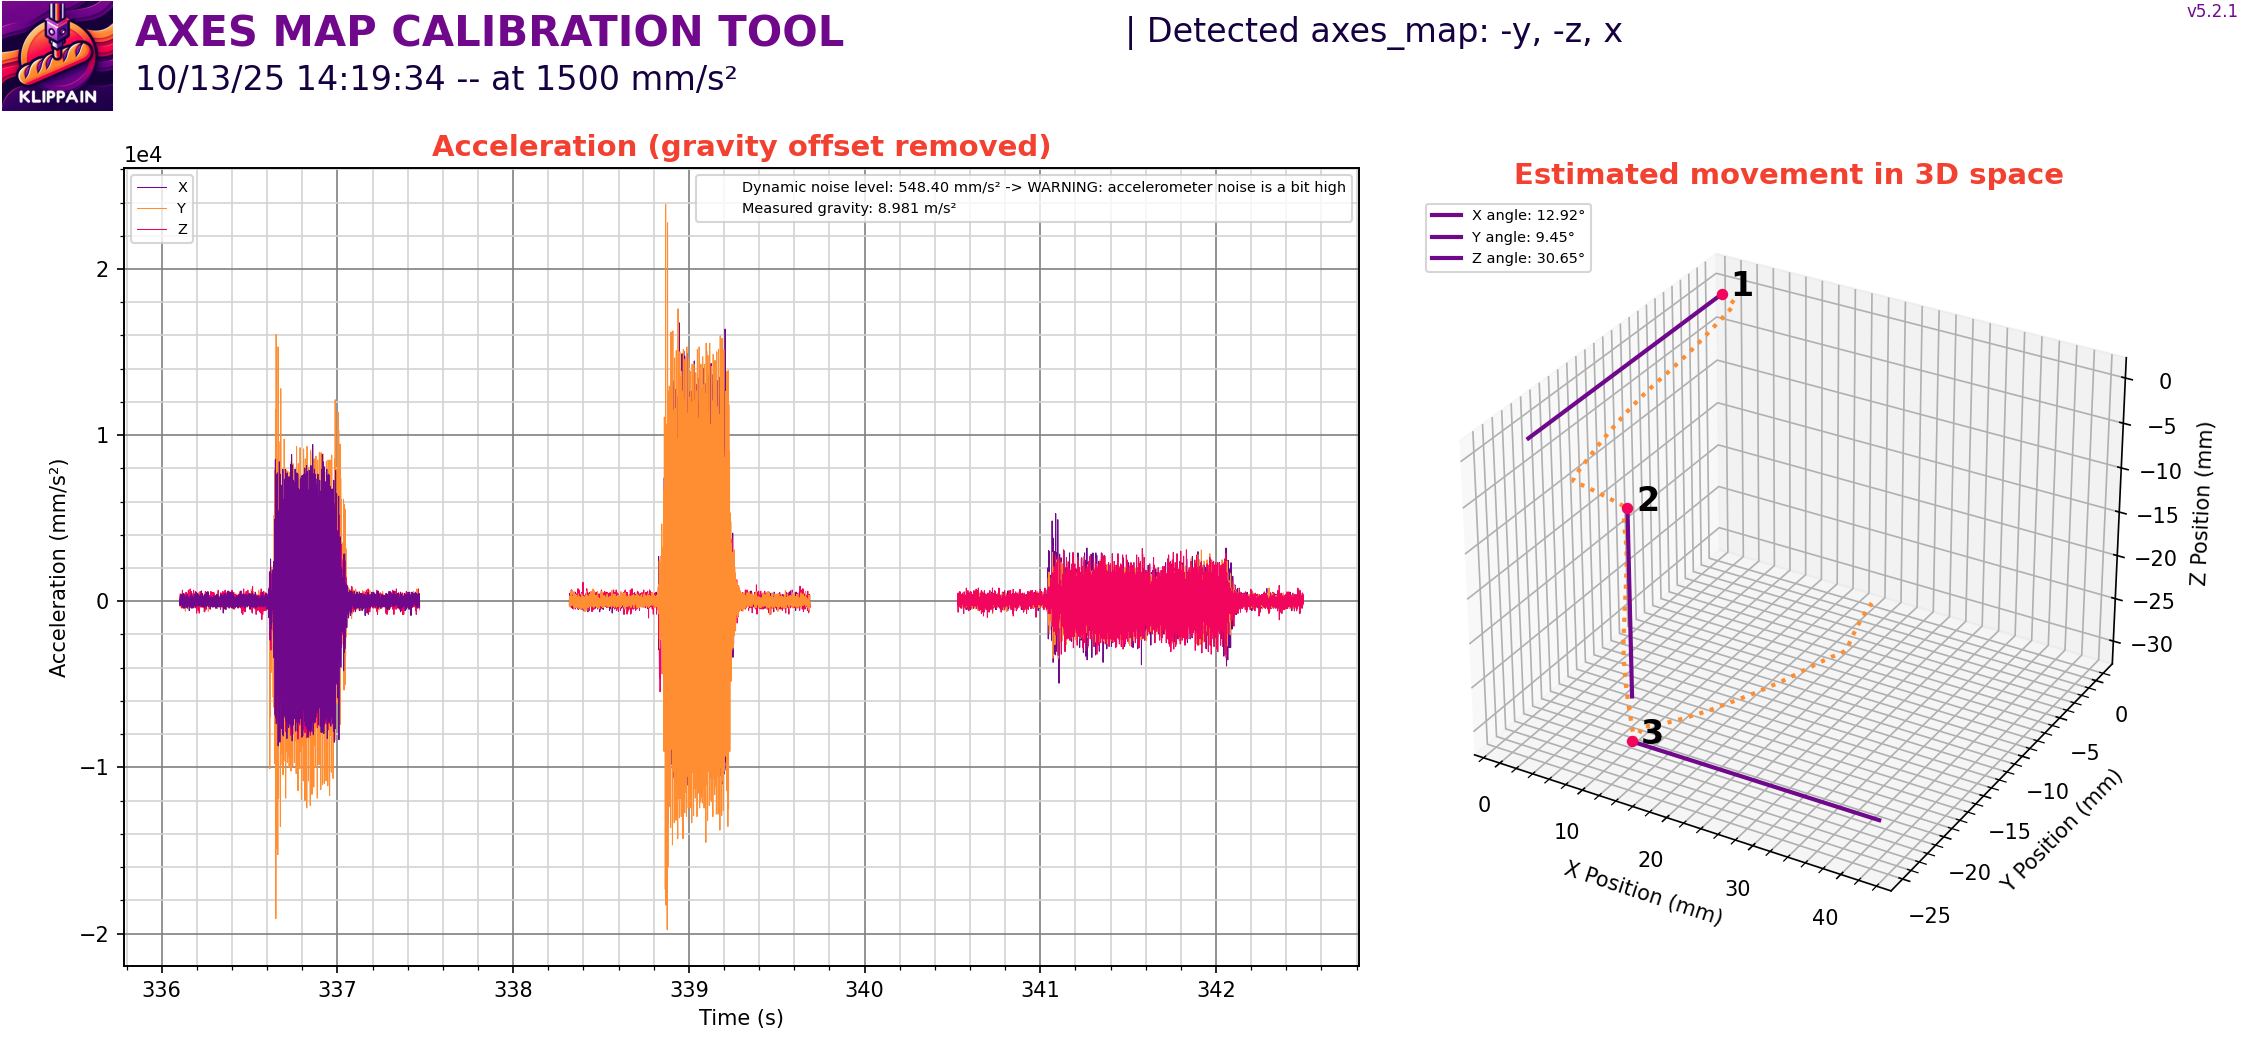 KLIPPAIN
AXES MAP CALIBRATION TOOL
10/13/25 14:19:34 -- at 1500 mm/s²
| Detected axes_map: -y, -z, x
v5.2.1
Acceleration (gravity offset removed)
1e4
X
Y
Z
Dynamic noise level: 548.40 mm/s² -> WARNING: accelerometer noise is a bit high
Measured gravity: 8.981 m/s²
2
1
0
−1
−2
Acceleration (mm/s²)
336 337 338 339 340 341 342
Time (s)
Estimated movement in 3D space
X angle: 12.92°
Y angle: 9.45°
Z angle: 30.65°
1
2
3
0
−5
−10
−15
−20
−25
−30
Z Position (mm)
0
−5
−10
−15
−20
−25
Y Position (mm)
0
10
20
30
40
X Position (mm)